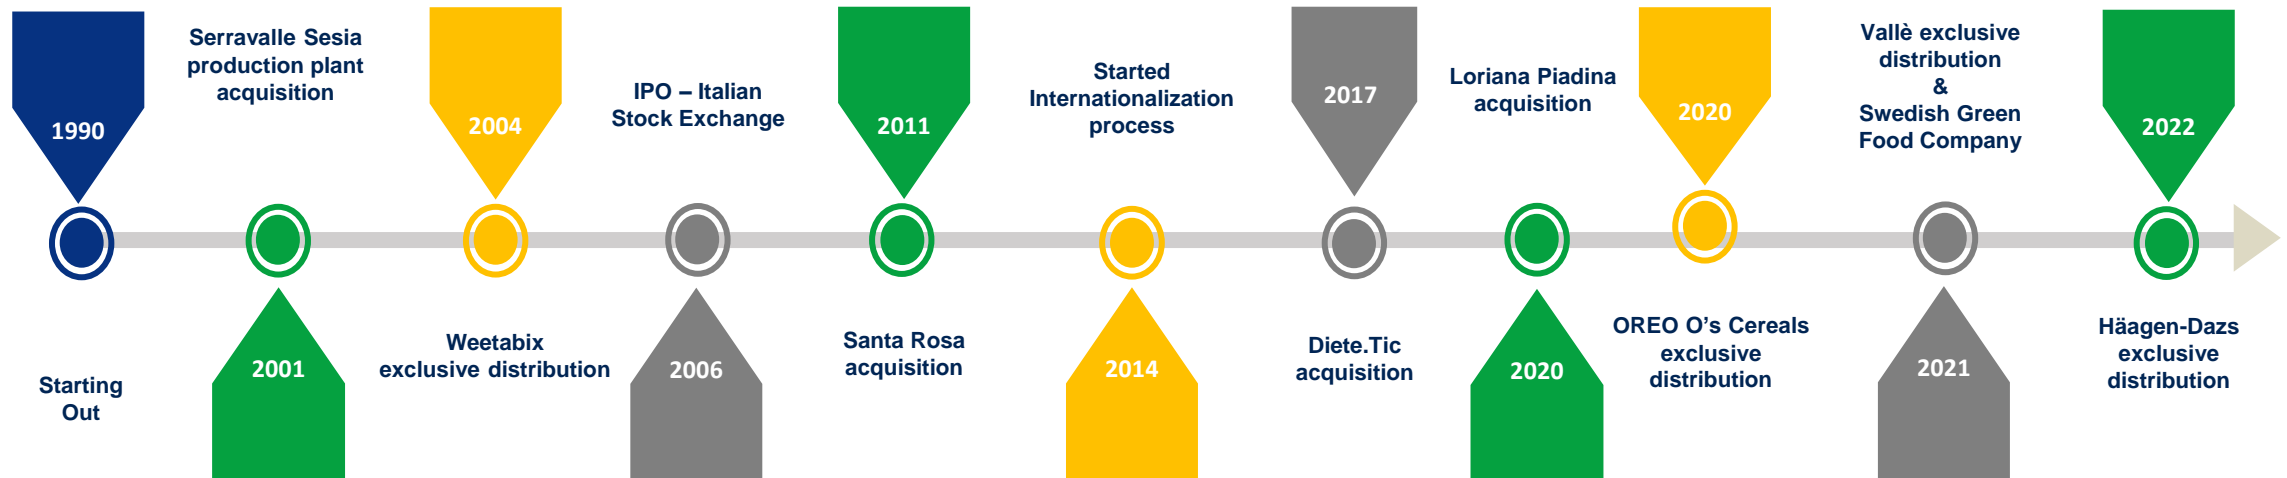 1990
Starting
Out
Serravalle Sesia
production plant
acquisition
2001
2004
Weetabix
exclusive distribution
IPO – Italian
Stock Exchange
2006
2011
Santa Rosa
acquisition
Started
Internationalization
process
2014
2017
Diete.Tic
acquisition
Loriana Piadina
acquisition
2020
2020
OREO O’s Cereals
exclusive
distribution
Vallè exclusive
distribution
&
Swedish Green
Food Company
2021
2022
Häagen-Dazs
exclusive
distribution